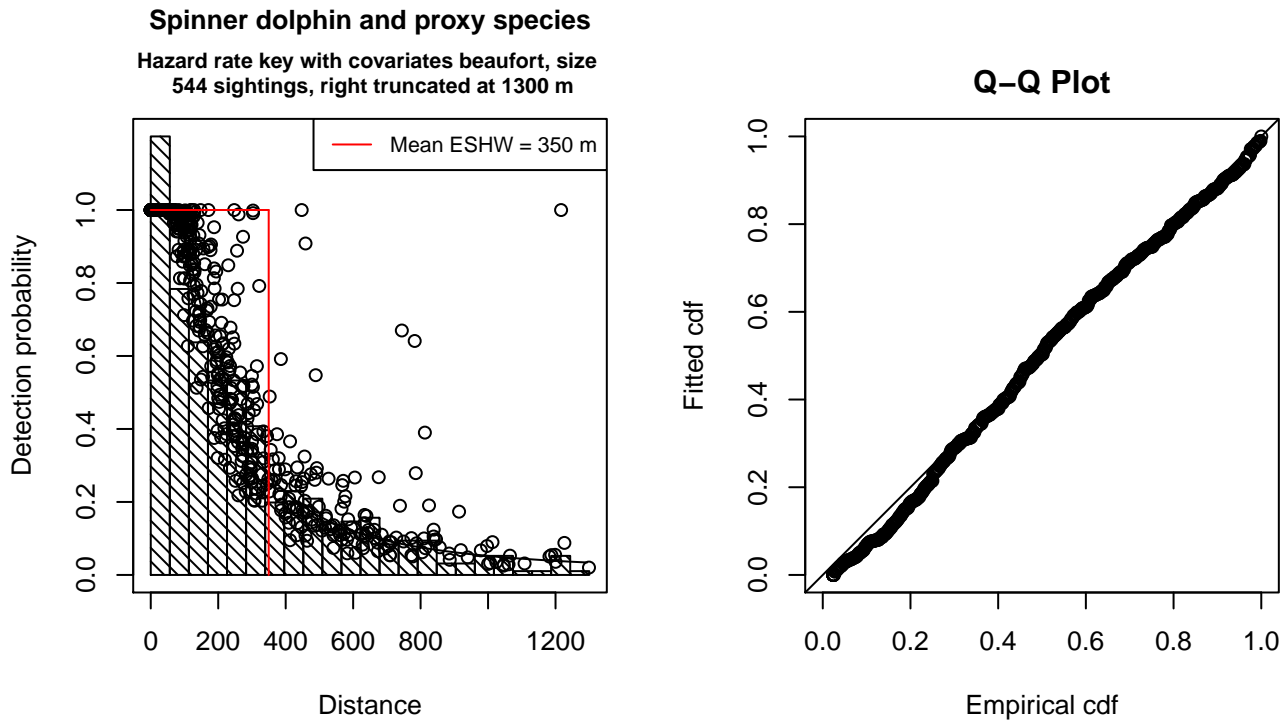 Spinner dolphin and proxy species
Hazard rate key with covariates beaufort, size
544 sightings, right truncated at 1300 m
Mean ESHW = 350 m
Detection probability
0.0 0.2 0.4 0.6 0.8 1.0
0 200 400 600 800 1200
Distance
Q−Q Plot
Fitted cdf
0.0 0.2 0.4 0.6 0.8 1.0
0.0 0.2 0.4 0.6 0.8 1.0
Empirical cdf